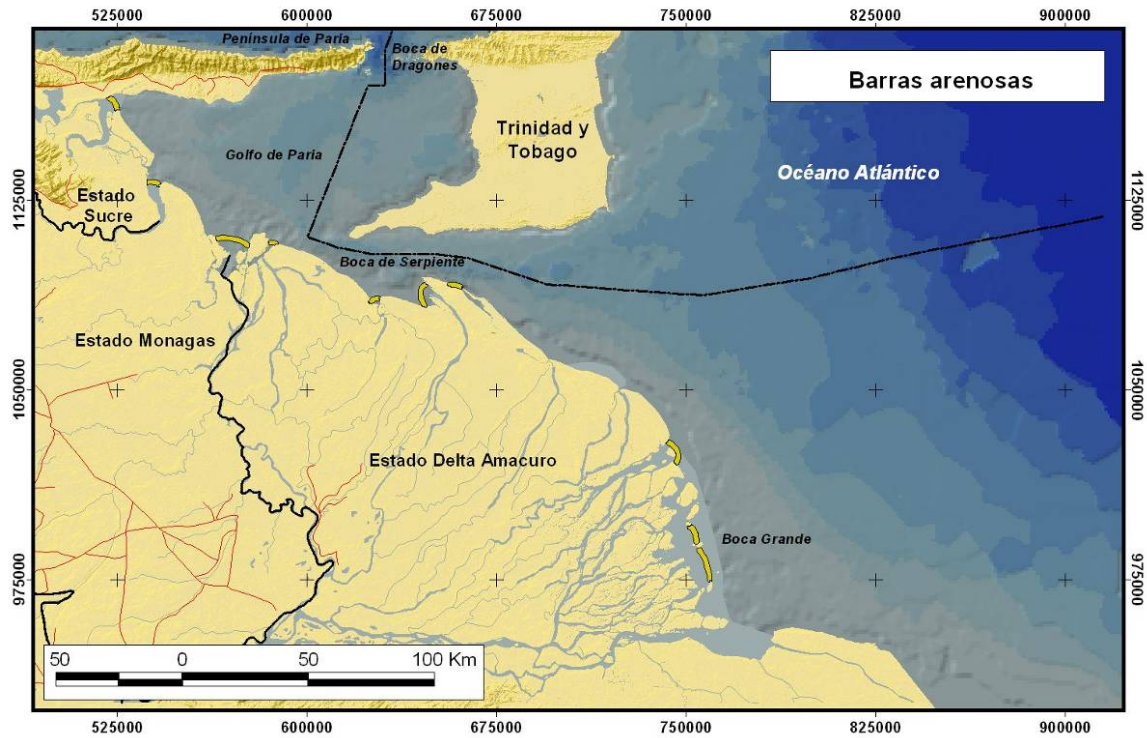 525000 600000 675000 750000 825000 900000
Península de Paria
Boca de
Dragones
Barras arenosas
Trinidad y
Tobago
Golfo de Paria
Océano Atlántico
1125000
1125000
Estado
Sucre
Boca de Serpiente
Estado Monagas
1050000
1050000
Estado Delta Amacuro
Boca Grande
975000
975000
50 0 50 100 Km
525000 600000 675000 750000 825000 900000